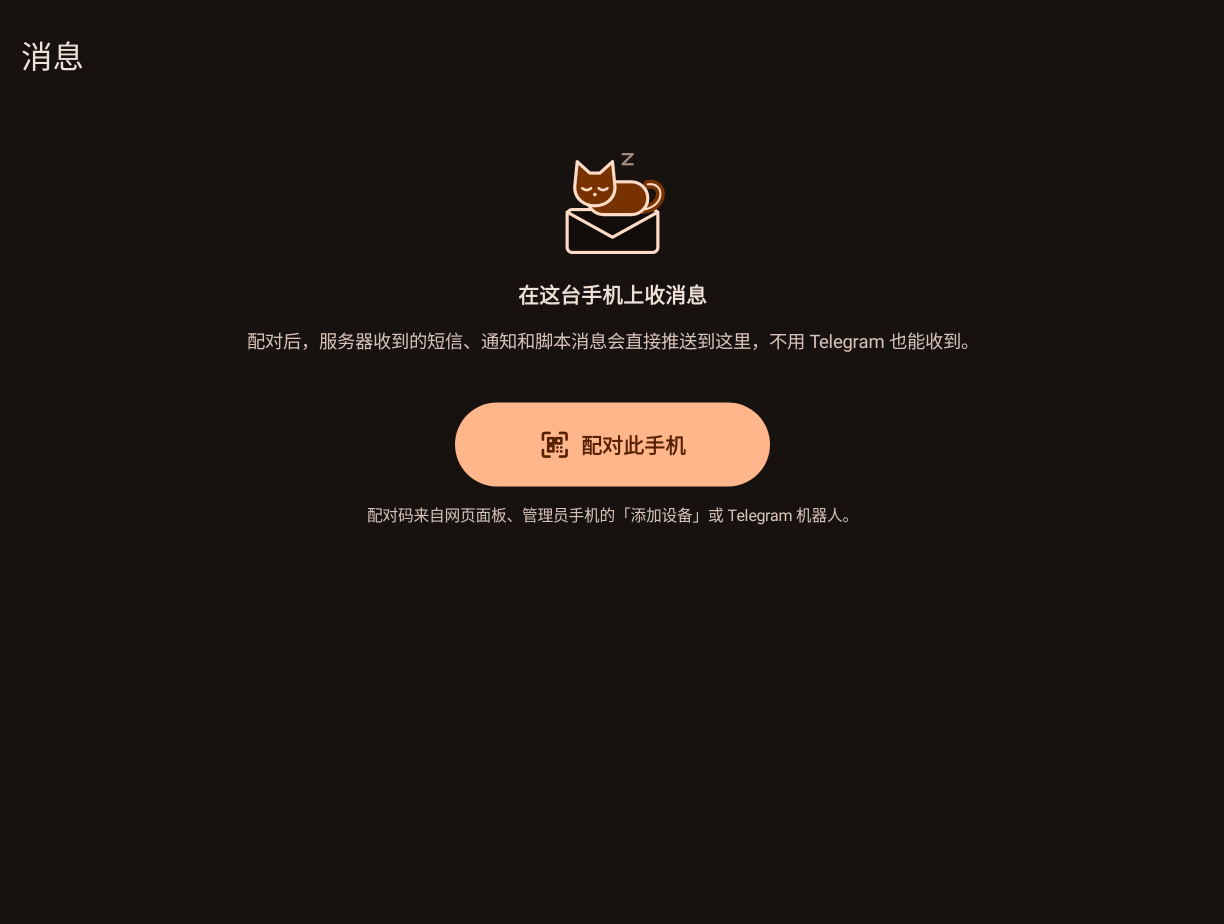 消息
Z
在这台手机上收消息
配对后，服务器收到的短信、通知和脚本消息会直接推送到这里，不用 Telegram 也能收到。
配对此手机
配对码来自网页面板、管理员手机的「添加设备」或 Telegram 机器人。